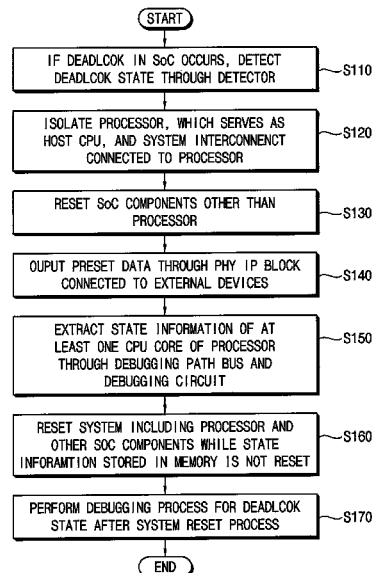 START
IF DEADLCOK IN SoC OCCURS, DETECT
DEADLCOK STATE THROUGH DETECTOR
S110
ISOLATE PROCESSOR, WHICH SERVES AS
HOST CPU, AND SYSTEM INTERCONNENCT
CONNECTED TO PROCESSOR
S120
RESET SoC COMPONENTS OTHER THAN
PROCESSOR
S130
OUPUT PRESET DATA THROUGH PHY IP BLOCK
CONNECTED TO EXTERNAL DEVICES
S140
EXTRACT STATE INFORMATION OF AT
LEAST ONE CPU CORE OF PROCESSOR
THROUGH DEBUGGING PATH BUS AND
DEBUGGING CIRCUIT
S150
RESET SYSTEM INCLUDING PROCESSOR AND
OTHER SOC COMPONENTS WHILE STATE
INFORAMTION STORED IN MEMORY IS NOT RESET
S160
PERFORM DEBUGGING PROCESS FOR DEADLCOK
STATE AFTER SYSTEM RESET PROCESS
S170
END